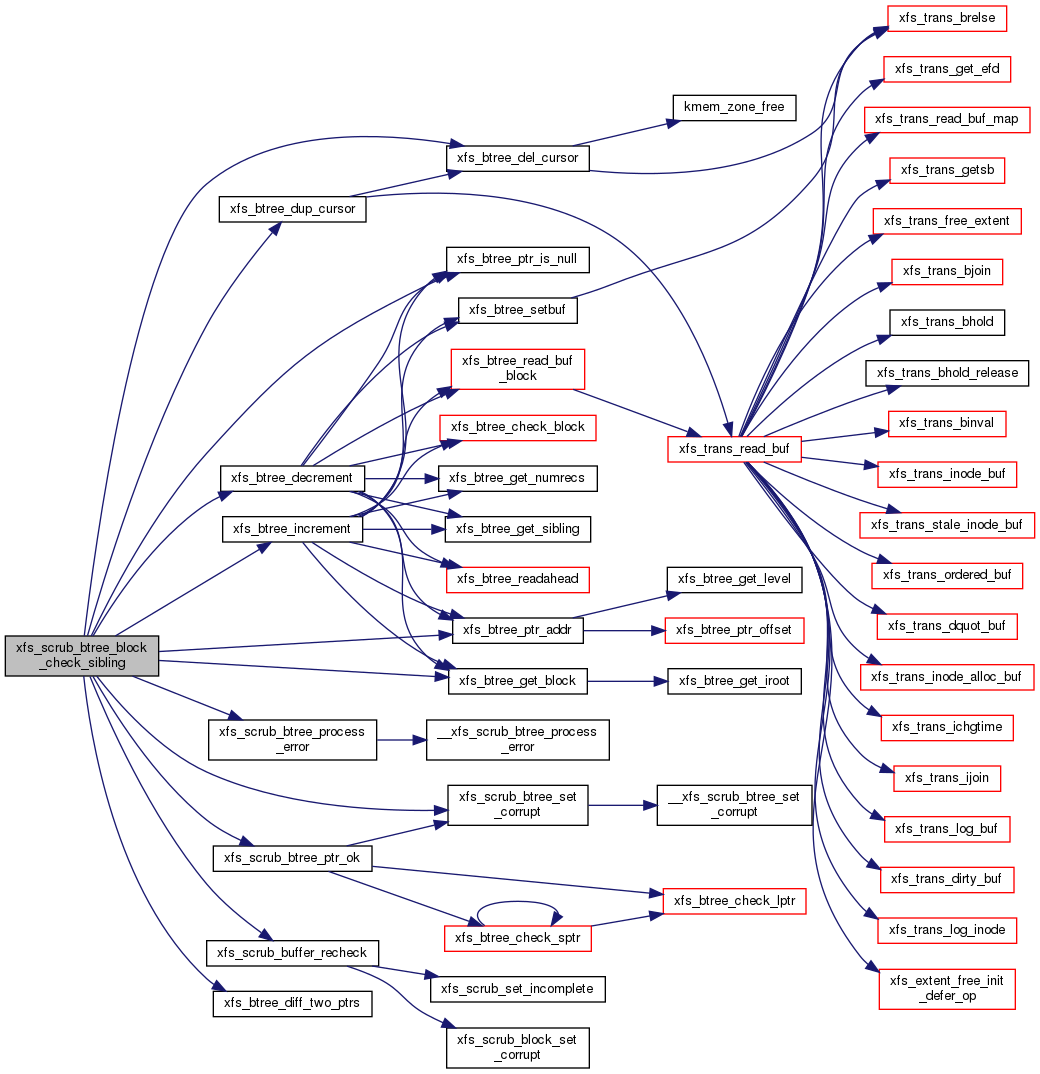 xfs_scrub_btree_block
_check_sibling
xfs_btree_del_cursor
kmem_zone_free
xfs_btree_dup_cursor
xfs_btree_ptr_is_null
xfs_btree_setbuf
xfs_btree_read_buf
_block
xfs_btree_check_block
xfs_btree_decrement
xfs_btree_get_numrecs
xfs_btree_increment
xfs_btree_get_sibling
xfs_btree_readahead
xfs_btree_ptr_addr
xfs_btree_get_level
xfs_btree_ptr_offset
xfs_btree_get_block
xfs_btree_get_iroot
xfs_scrub_btree_process
_error
__xfs_scrub_btree_process
_error
xfs_scrub_btree_set
_corrupt
__xfs_scrub_btree_set
_corrupt
xfs_scrub_btree_ptr_ok
xfs_btree_check_lptr
xfs_btree_check_sptr
xfs_scrub_buffer_recheck
xfs_scrub_set_incomplete
xfs_btree_diff_two_ptrs
xfs_scrub_block_set
_corrupt
xfs_trans_read_buf
xfs_trans_brelse
xfs_trans_get_efd
xfs_trans_read_buf_map
xfs_trans_getsb
xfs_trans_free_extent
xfs_trans_bjoin
xfs_trans_bhold
xfs_trans_bhold_release
xfs_trans_binval
xfs_trans_inode_buf
xfs_trans_stale_inode_buf
xfs_trans_ordered_buf
xfs_trans_dquot_buf
xfs_trans_inode_alloc_buf
xfs_trans_ichgtime
xfs_trans_ijoin
xfs_trans_log_buf
xfs_trans_dirty_buf
xfs_trans_log_inode
xfs_extent_free_init
_defer_op